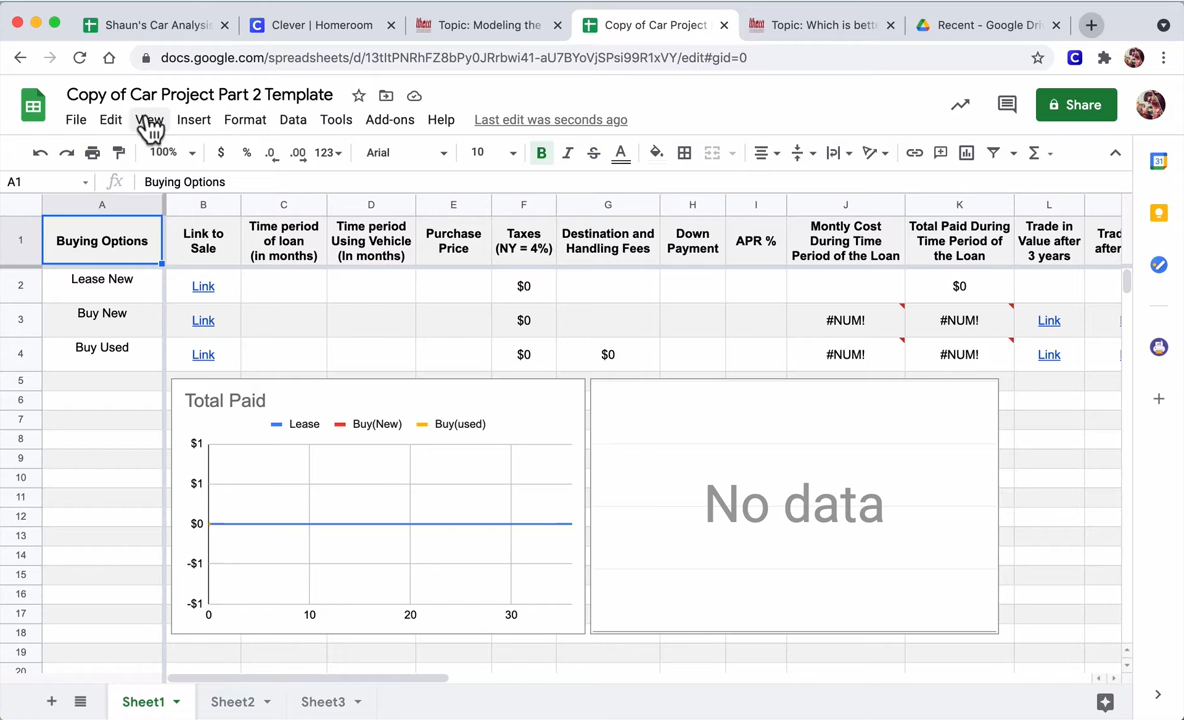 Shaun's Car Analysis
Clever | Homeroom
Topic: Modeling the
Copy of Car Project
Topic: Which is bett
Recent - Google Dri
docs.google.com/spreadsheets/d/13tItPNRhFZ8bPy0JRrbwi41-aU7BYoVjSPsi99R1xVY/edit#gid=0
Copy of Car Project Part 2 Template
Share
File Edit View Insert Format Data Tools Add-ons Help Last edit was seconds ago
100% $ % .0 .00 123 Arial 10 B I S A
A1 fx Buying Options
A B C D E F G H I J K L
1 Buying Options
Link to Sale
Time period of loan (in months)
Time period Using Vehicle (In months)
Purchase Price
Taxes (NY = 4%)
Destination and Handling Fees
Down Payment
APR %
Montly Cost During Time Period of the Loan
Total Paid During Time Period of the Loan
Trade in Value after 3 years
Trad after
2 Lease New Link $0 $0
3 Buy New Link $0 #NUM! #NUM! Link
4 Buy Used Link $0 $0 #NUM! #NUM! Link
5
6
7
8
9
10
11
12
13
14
15
16
17
18
19
20
Total Paid
Lease Buy(New) Buy(used)
$1
$1
$0
-$1
-$1
0 10 20 30
No data
Sheet1 Sheet2 Sheet3
31